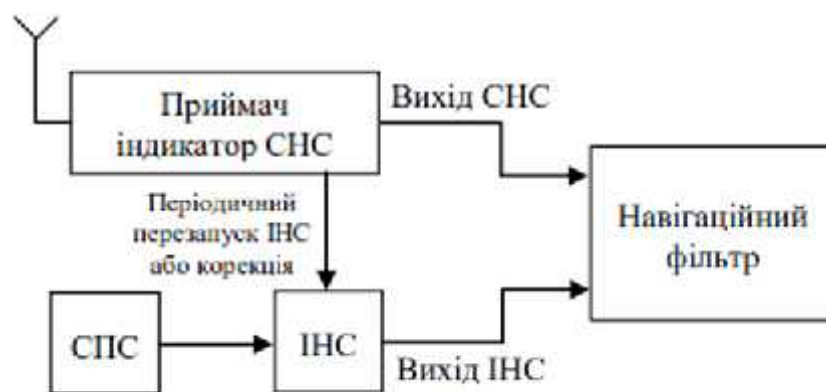 Приймач
індикатор СНС
Вихід СНС
Періодичний
перезапуск ІНС
або корекція
Навігаційний
фільтр
СПС
ІНС
Вихід ІНС